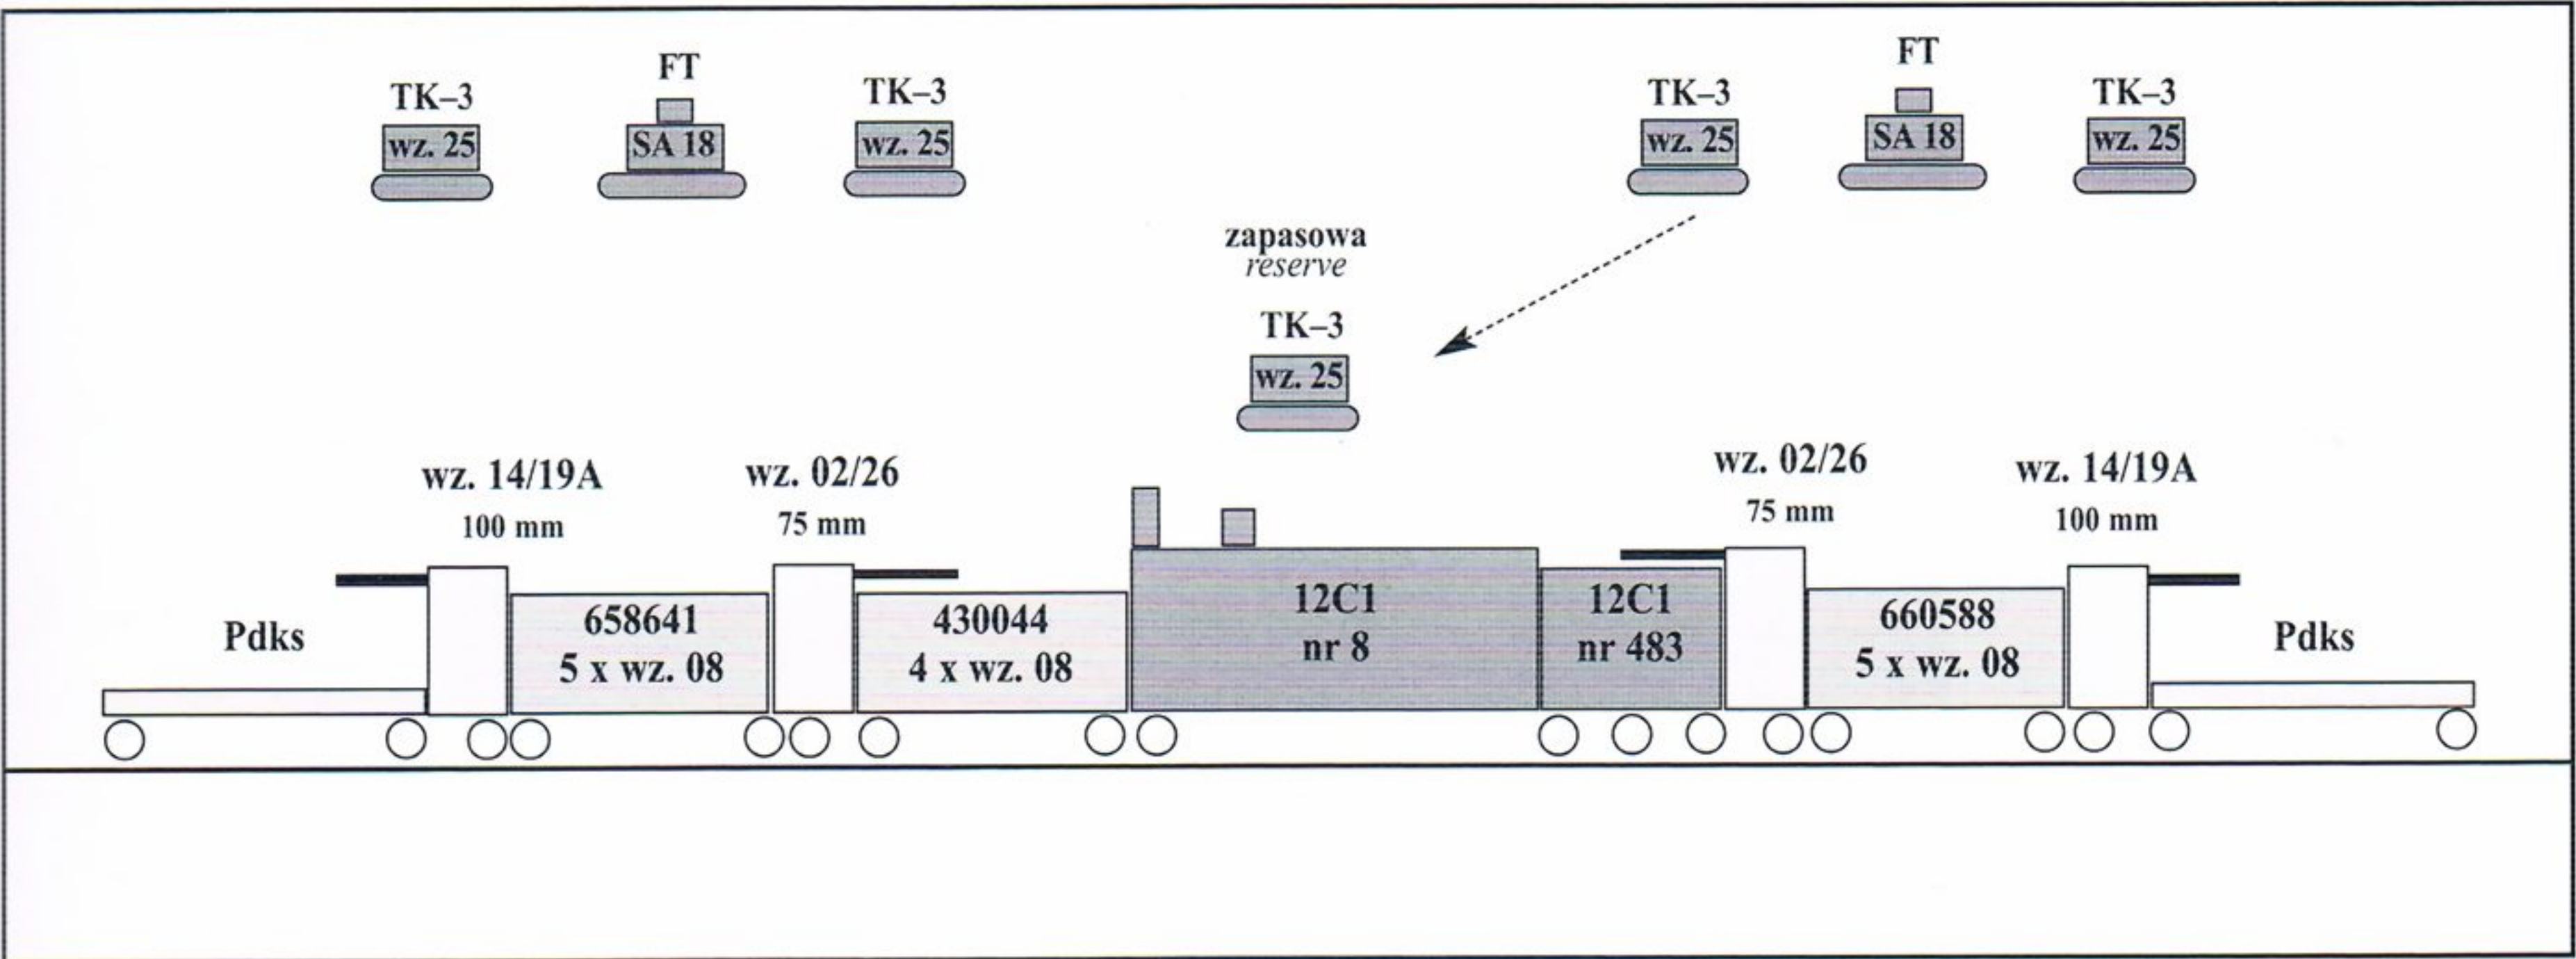 FT
FT
TK–3
TK–3
TK–3
TK–3
wz. 25
SA 18
wz. 25
wz. 25
SA 18
wz. 25
zapasowa
reserve
TK–3
wz. 25
wz. 14/19A
100 mm
wz. 02/26
75 mm
wz. 02/26
75 mm
wz. 14/19A
100 mm
Pdks
658641
5 x wz. 08
430044
4 x wz. 08
12C1
nr 8
12C1
nr 483
660588
5 x wz. 08
Pdks